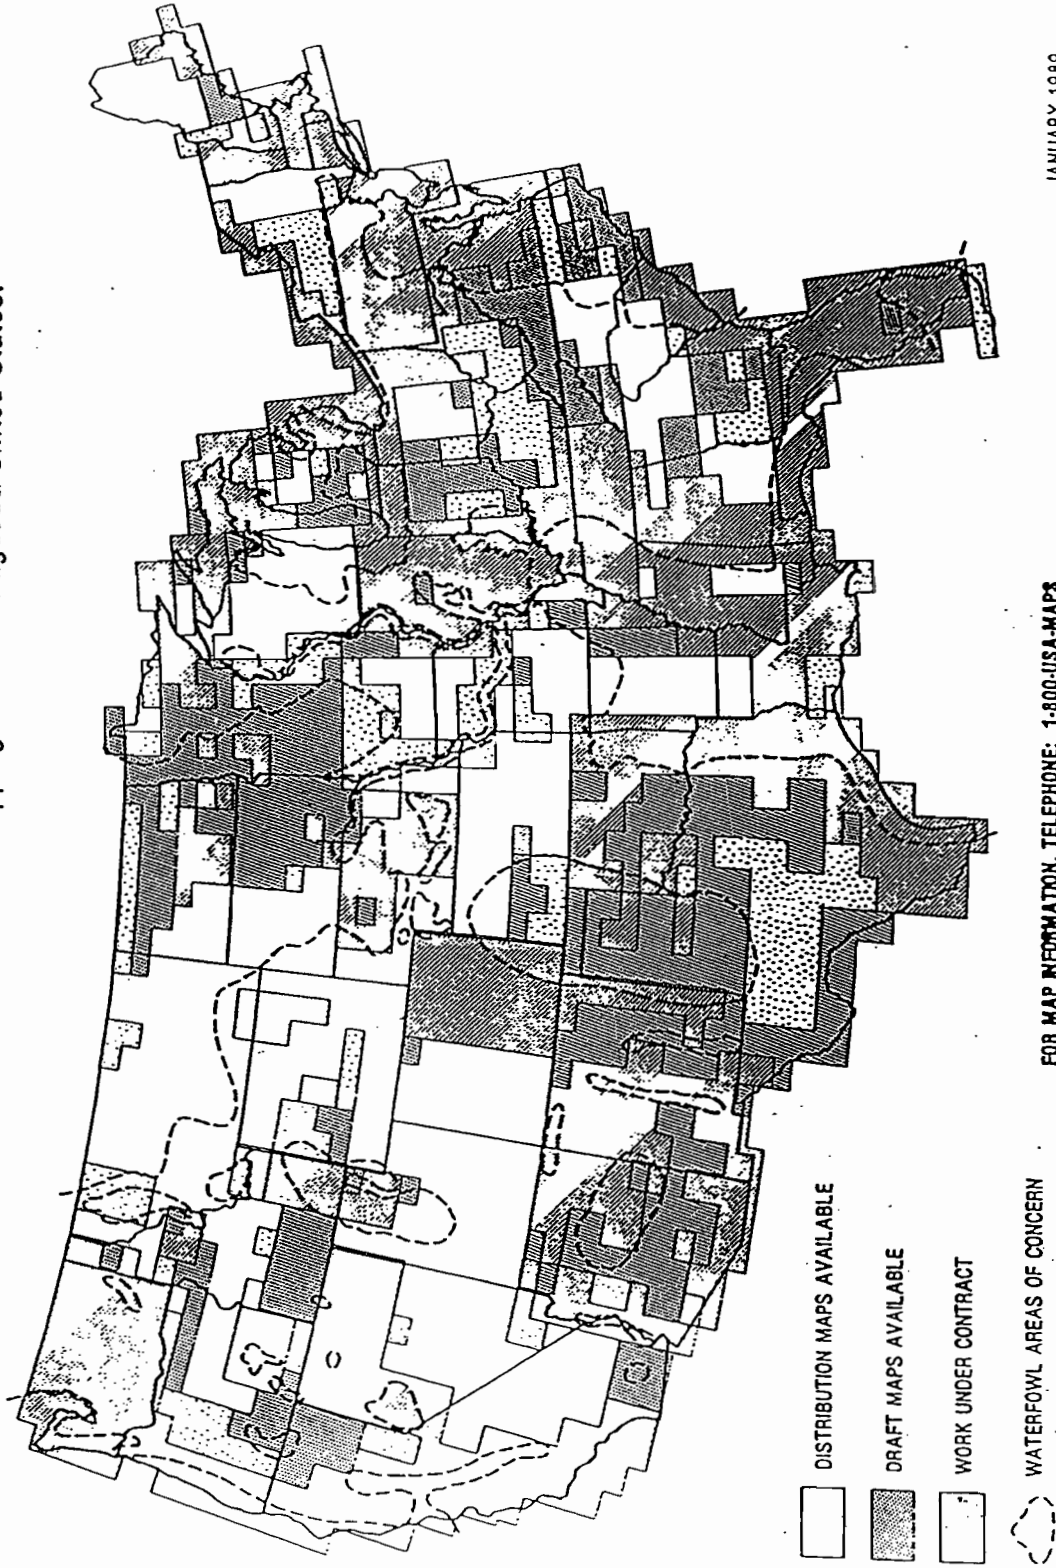 DISTRIBUTION MAPS AVAILABLE
DRAFT MAPS AVAILABLE
WORK UNDER CONTRACT
WATERFOWL AREAS OF CONCERN
FOR MAP INFORMATION, TELEPHONE: 1-800-USA-MAPS